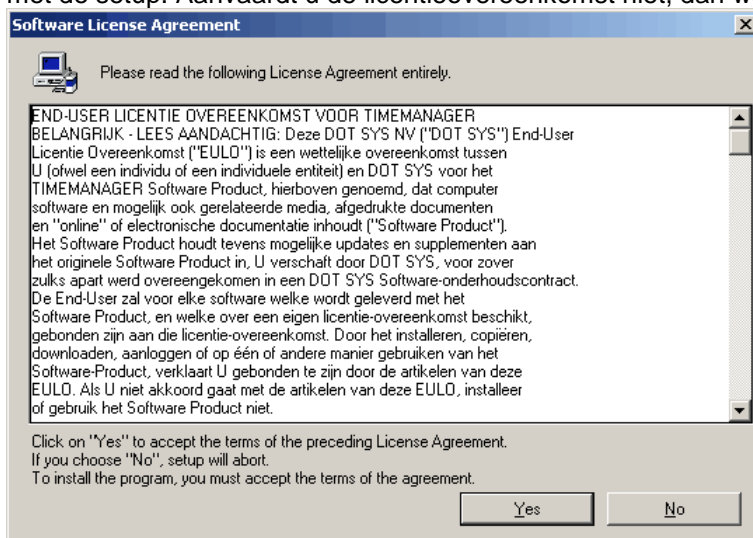 met de setup. Aanvaardt u de licentieovereenkomst niet, dan w
Software License Agreement
Please read the following License Agreement entirely.
END-USER LICENTIE OVEREENKOMST VOOR TIMEMANAGER
BELANGRIJK - LEES AANDACHTIG: Deze DOT SYS NV ("DOT SYS") End-User
Licentie Overeenkomst ("EULO") is een wettelijke overeenkomst tussen
U (ofwel een individu of een individuele entiteit) en DOT SYS voor het
TIMEMANAGER Software Product, hierboven genoemd, dat computer
software en mogelijk ook gerelateerde media, afgedrukte documenten
en "online" of electronische documentatie inhoudt ("Software Product").
Het Software Product houdt tevens mogelijke updates en supplementen aan
het originele Software Product in, U verschaft door DOT SYS, voor zover
zulks apart werd overeengekomen in een DOT SYS Software-onderhoudscontract.
De End-User zal voor elke software welke wordt geleverd met het
Software Product, en welke over een eigen licentie-overeenkomst beschikt,
gebonden zijn aan die licentie-overeenkomst. Door het installeren, copiëren,
downloaden, aanloggen of op één of andere manier gebruiken van het
Software-Product, verklaart U gebonden te zijn door de artikelen van deze
EULO. Als U niet akkoord gaat met de artikelen van deze EULO, installeer
of gebruik het Software Product niet.
Click on "Yes" to accept the terms of the preceding License Agreement.
If you choose "No", setup will abort.
To install the program, you must accept the terms of the agreement.
Yes No